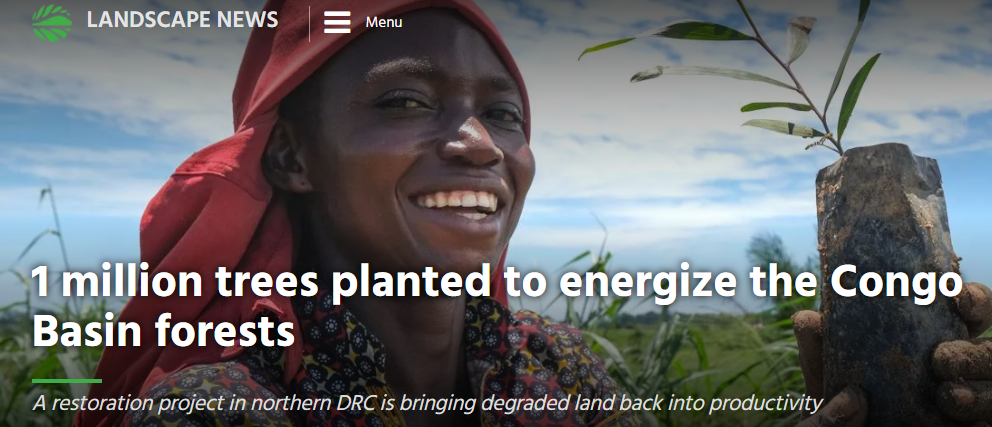 LANDSCAPE NEWS
Menu
1 million trees planted to energize the Congo
Basin forests
A restoration project in northern DRC is bringing degraded land back into productivity